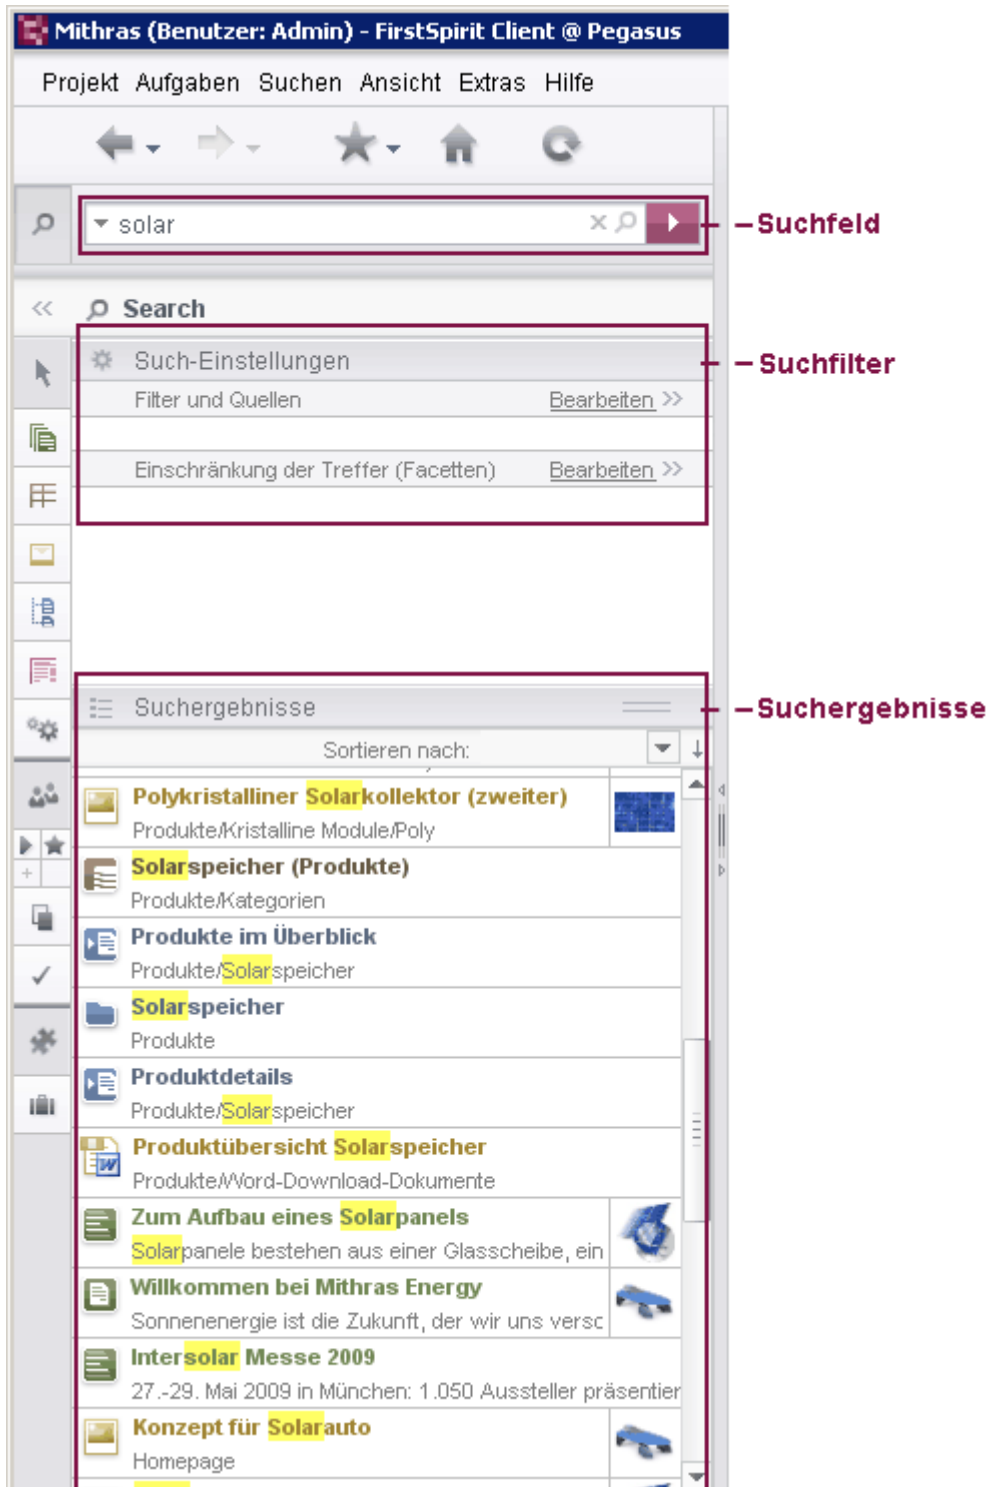 Mithras (Benutzer: Admin) - FirstSpirit Client @ Pegasus
Projekt Aufgaben Suchen Ansicht Extras Hilfe
solar
Suchfeld
Search
Such-Einstellungen
Suchfilter
Filter und Quellen Bearbeiten >>
Einschränkung der Treffer (Facetten) Bearbeiten >>
Suchergebnisse
Suchergebnisse
Sortieren nach:
Polykristalliner Solarkollektor (zweiter)
Produkte/Kristalline Module/Poly
Solarspeicher (Produkte)
Produkte/Kategorien
Produkte im Überblick
Produkte/Solarspeicher
Solarspeicher
Produkte
Produktdetails
Produkte/Solarspeicher
Produktübersicht Solarspeicher
Produkte/Word-Download-Dokumente
Zum Aufbau eines Solarpanels
Solarpanele bestehen aus einer Glasscheibe, ein
Willkommen bei Mithras Energy
Sonnenenergie ist die Zukunft, der wir uns versc
Intersolar Messe 2009
27.-29. Mai 2009 in München: 1.050 Aussteller präsentier
Konzept für Solarauto
Homepage